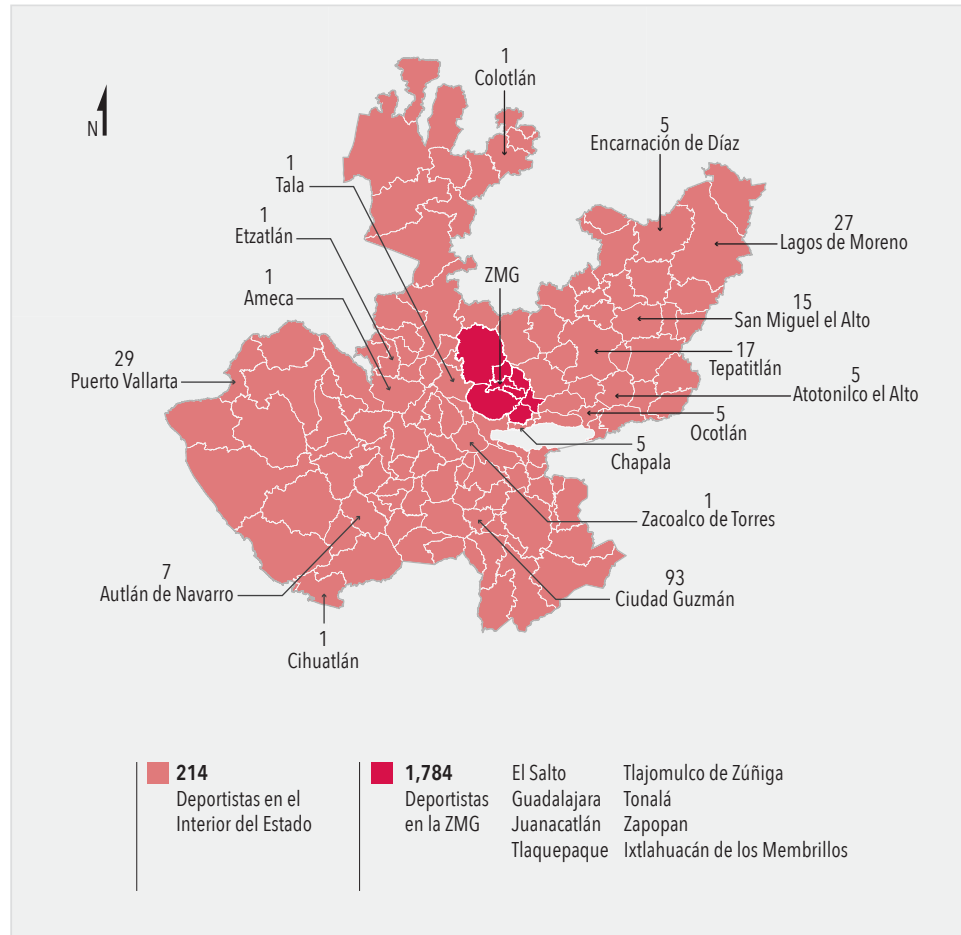 1
Colotlán
N
5
Encarnación de Díaz
1
Tala
27
Lagos de Moreno
1
Etzatlán
ZMG
1
Ameca
15
San Miguel el Alto
17
Tepatitlán
29
Puerto Vallarta
5
Atotonilco el Alto
5
Ocotlán
5
Chapala
1
Zacoalco de Torres
7
Autlán de Navarro
93
Ciudad Guzmán
1
Cihuatlán
214
Deportistas en el
Interior del Estado
1,784
Deportistas
en la ZMG
El Salto
Guadalajara
Juanacatlán
Tlaquepaque
Tlajomulco de Zúñiga
Tonalá
Zapopan
Ixtlahuacán de los Membrillos